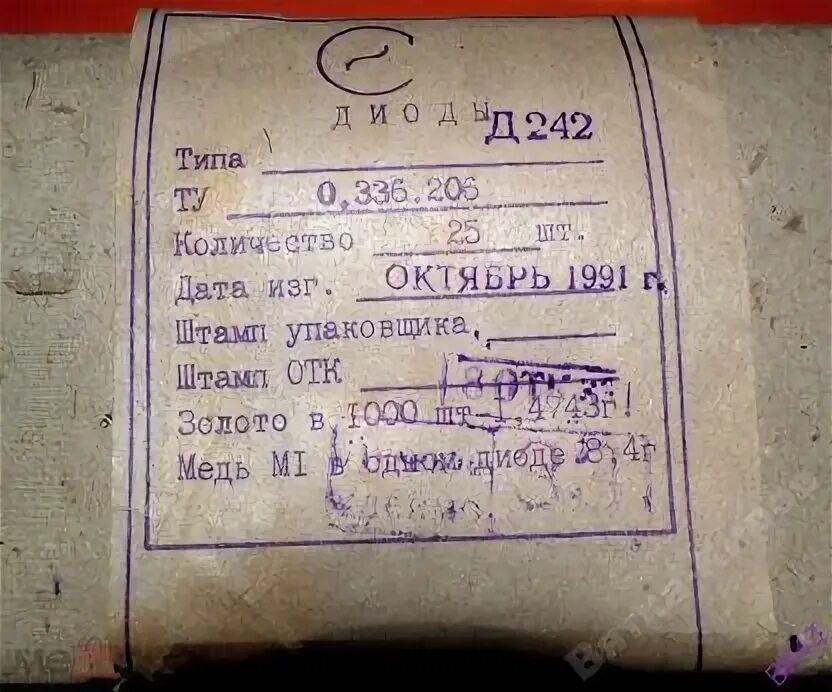 ДИОДЫ
Типа Д242
ТУ 0,336.206
Количество 25 шт.
Дата изг. ОКТЯБРЬ 1991 г.
Штамп упаковщика
Штамп ОТК
Золото в 1000 шт 1,4743г!
Медь МI в одном диоде 8,4г